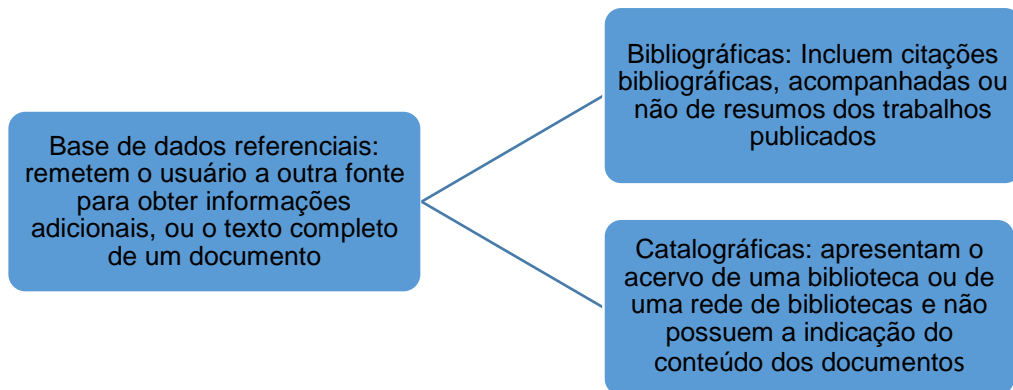 Base de dados referenciais:
remetem o usuário a outra fonte
para obter informações
adicionais, ou o texto completo
de um documento
Bibliográficas: Incluem citações
bibliográficas, acompanhadas ou
não de resumos dos trabalhos
publicados
Catalográficas: apresentam o
acervo de uma biblioteca ou de
uma rede de bibliotecas e não
possuem a indicação do
conteúdo dos documentos